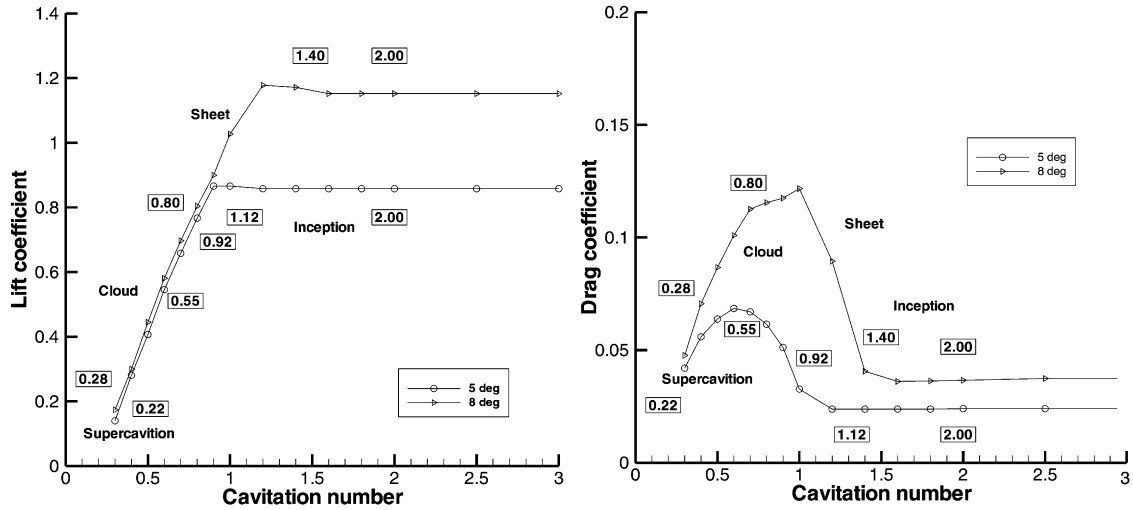 1.4
1.2
1
0.8
0.6
0.4
0.2
0
Lift coefficient
1.40
2.00
Sheet
0.80
1.12
2.00
0.92
Inception
Cloud
0.55
0.28
0.22
Supercavition
5 deg
8 deg
0
0.5
1
1.5
2
2.5
3
Cavitation number
0.2
0.15
0.1
0.05
0
Drag coefficient
5 deg
8 deg
0.80
Sheet
Cloud
0.28
Inception
0.55
1.40
2.00
0.92
Supercavition
0.22
1.12
2.00
0
0.5
1
1.5
2
2.5
3
Cavitation number